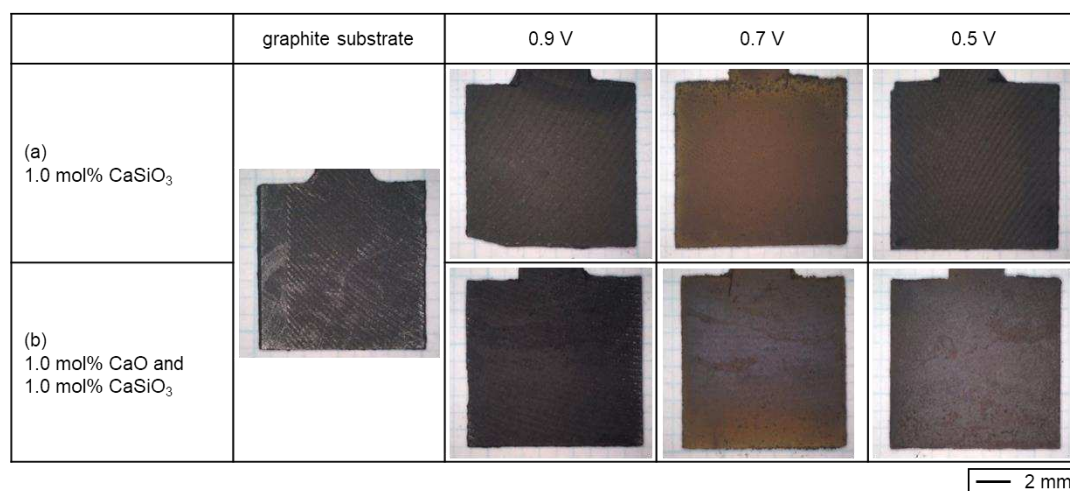 graphite substrate
0.9 V
0.7 V
0.5 V
(a)
1.0 mol% CaSiO₃
(b)
1.0 mol% CaO and
1.0 mol% CaSiO₃
2 mm